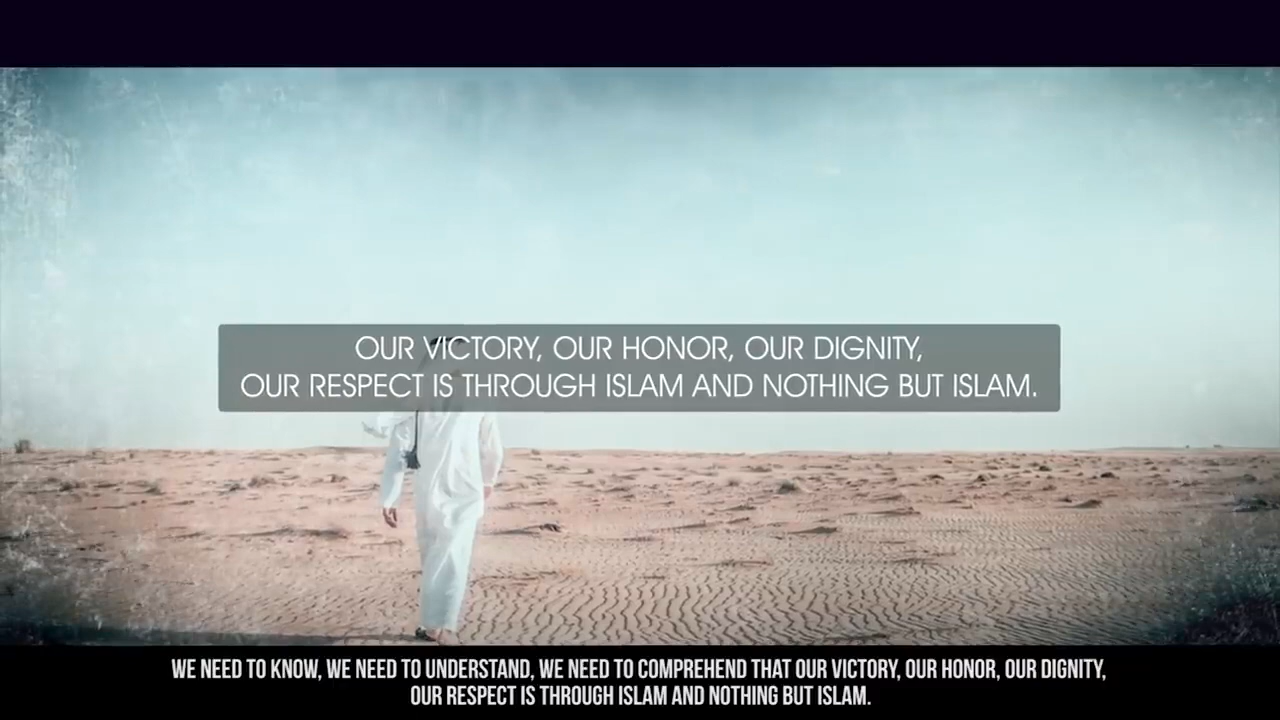 OUR VICTORY, OUR HONOR, OUR DIGNITY,
OUR RESPECT IS THROUGH ISLAM AND NOTHING BUT ISLAM.
WE NEED TO KNOW, WE NEED TO UNDERSTAND, WE NEED TO COMPREHEND THAT OUR VICTORY, OUR HONOR, OUR DIGNITY,
OUR RESPECT IS THROUGH ISLAM AND NOTHING BUT ISLAM.